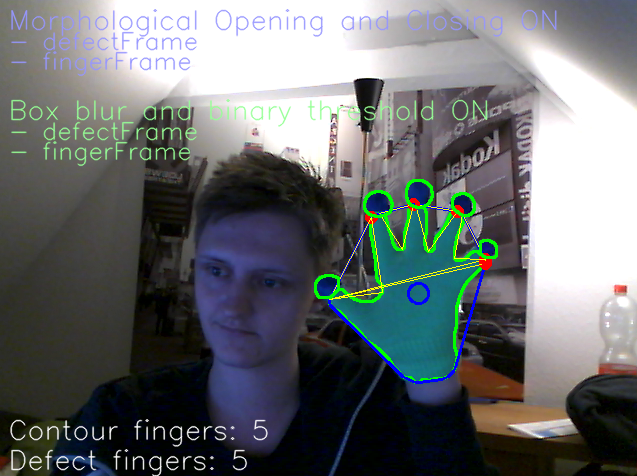 Morphological Opening and Closing ON
- defectFrame
- fingerFrame
Box blur and binary threshold ON
- defectFrame
- fingerFrame
Kodak
KODAK
Contour fingers: 5
Defect fingers: 5